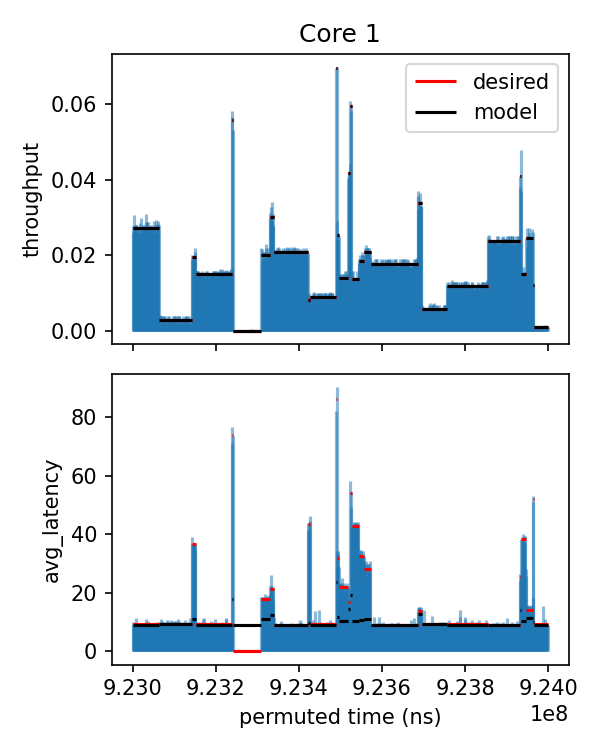 Core 1
throughput
0.06
0.04
0.02
0.00
desired
model
avg_latency
80
60
40
20
0
9.230 9.232 9.234 9.236 9.238 9.240
1e8
permuted time (ns)